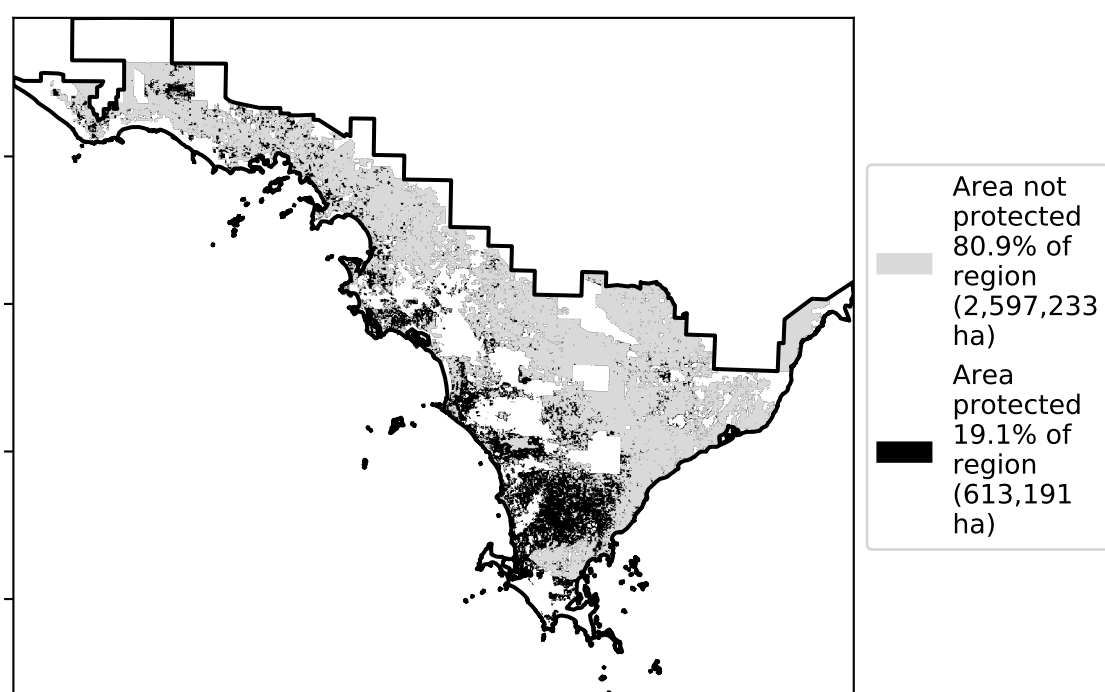 Area not
protected
80.9% of
region
(2,597,233
ha)
Area
protected
19.1% of
region
(613,191
ha)